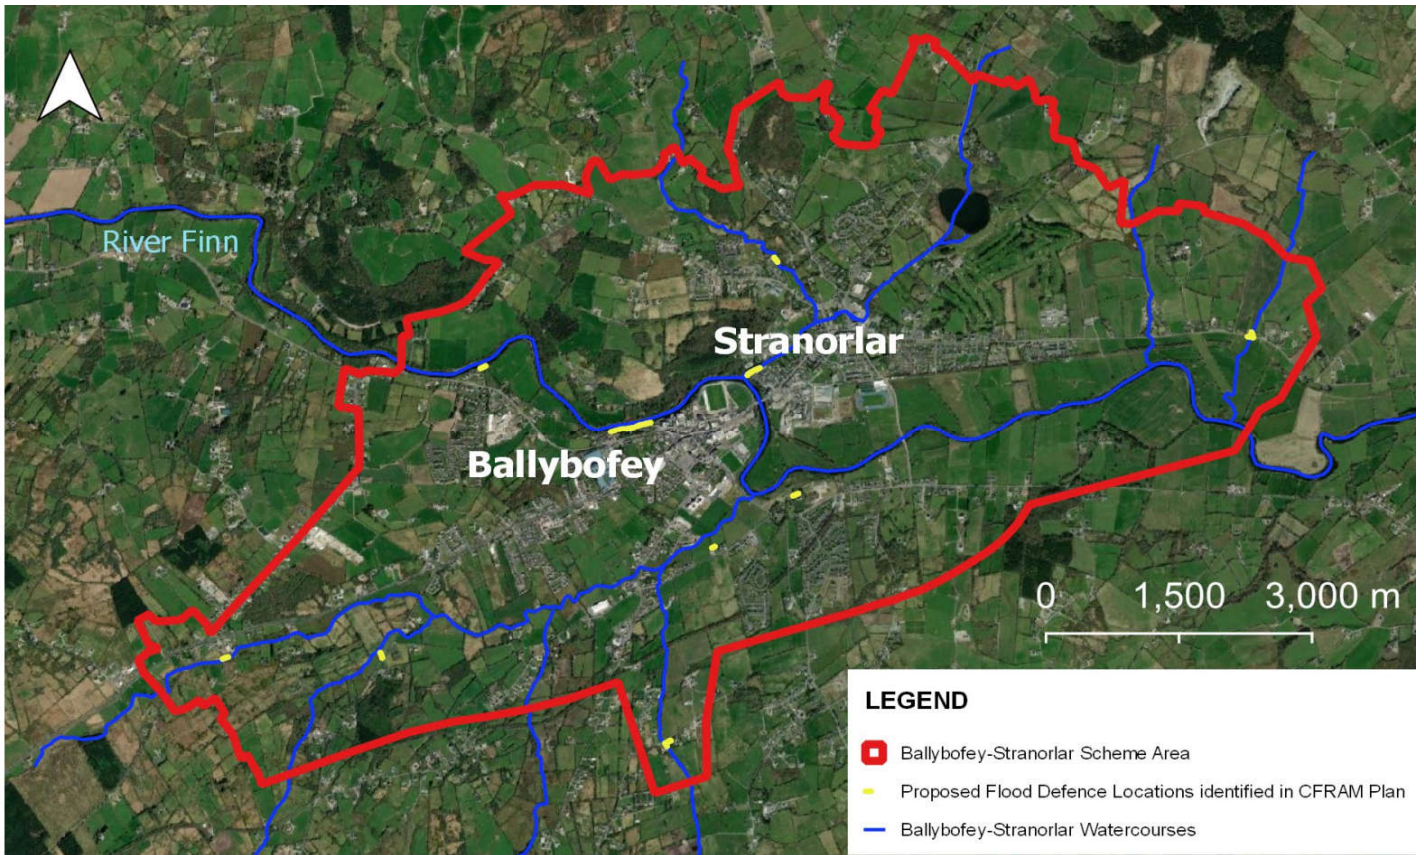 River Finn
Stranorlar
Ballybofey
0 1,500 3,000 m
LEGEND
Ballybofey-Stranorlar Scheme Area
Proposed Flood Defence Locations identified in CFRAM Plan
Ballybofey-Stranorlar Watercourses